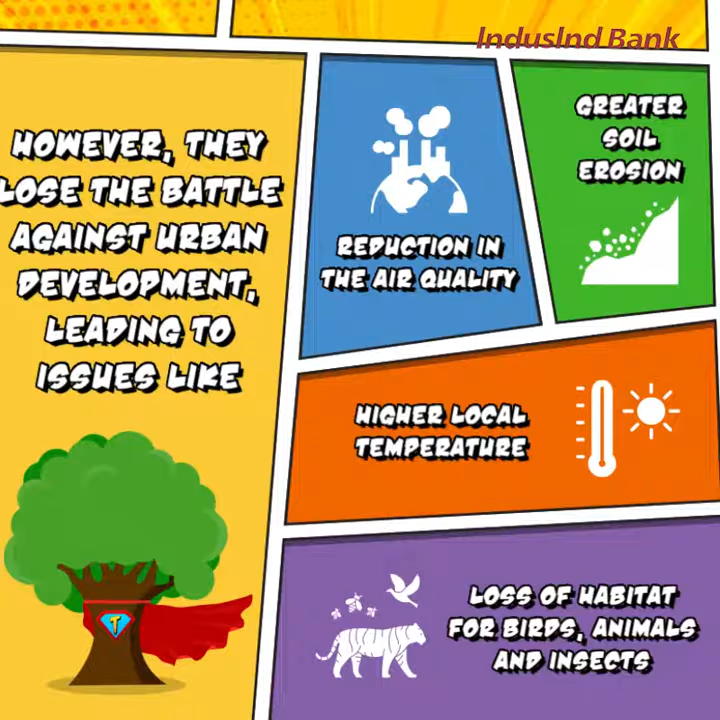 IndusInd Bank
HOWEVER, THEY
LOSE THE BATTLE
AGAINST URBAN
DEVELOPMENT,
LEADING TO
ISSUES LIKE
T
REDUCTION IN
THE AIR QUALITY
GREATER
SOIL
EROSION
HIGHER LOCAL
TEMPERATURE
LOSS OF HABITAT
FOR BIRDS, ANIMALS
AND INSECTS